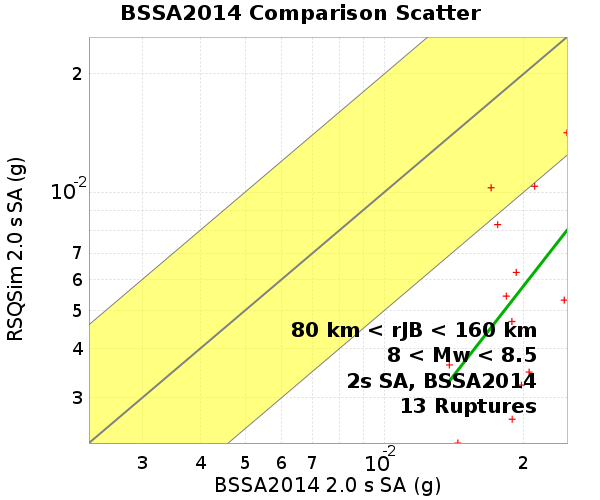 BSSA2014 Comparison Scatter
RSQSim 2.0 s SA (g)
2
10-2
7
6
5
4
3
80 km < rJB < 160 km
8 < Mw < 8.5
2s SA, BSSA2014
13 Ruptures
3 4 5 6 7 10-2 2
BSSA2014 2.0 s SA (g)